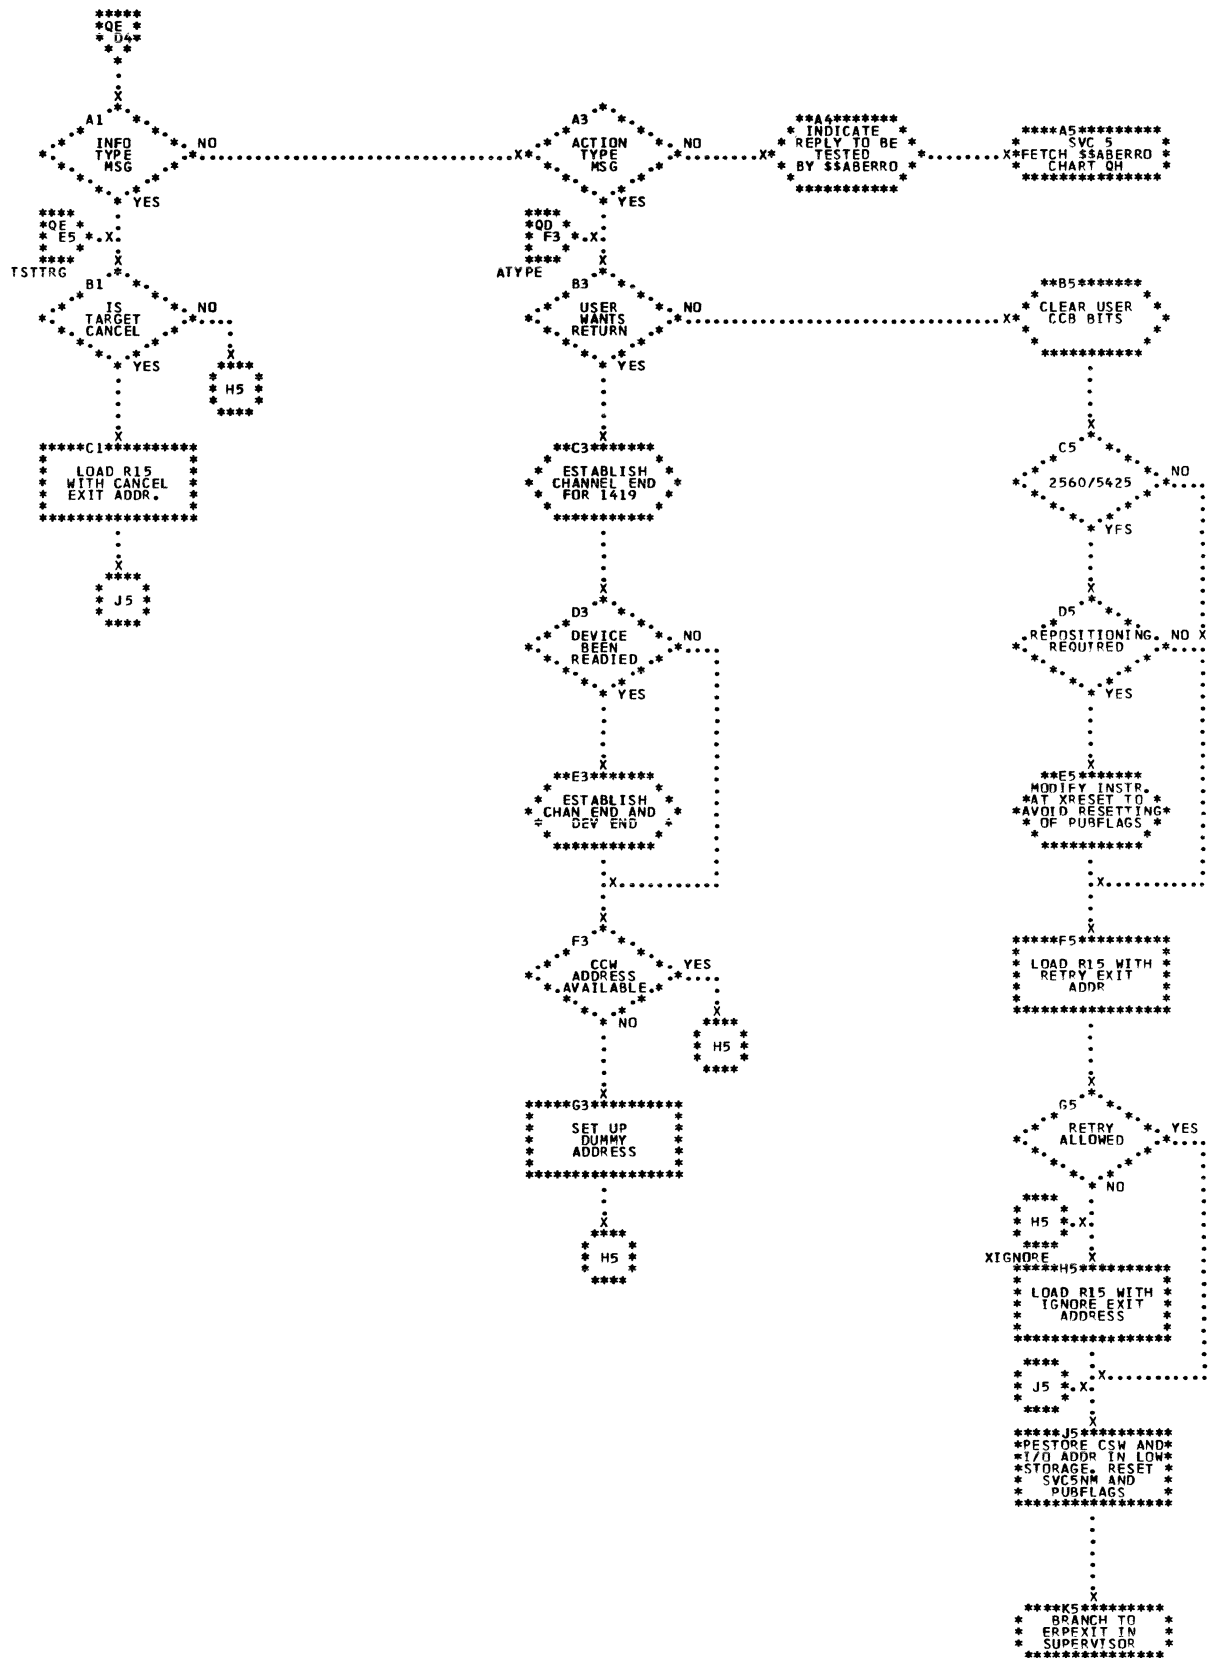 QE
D4
A1
INFO
TYPE
MSG
NO
YES
A3
ACTION
TYPE
MSG
NO
YES
A4
INDICATE
REPLY TO BE
TESTED
BY $$ABERRO
A5
SVC 5
FETCH $$ABERRO
CHART QH
QE
E5
TSTTRG
QD
F3
ATYPE
B1
IS
TARGET
CANCEL
NO
YES
H5
B3
USER
WANTS
RETURN
NO
YES
B5
CLEAR USER
CCB BITS
C1
LOAD R15
WITH CANCEL
EXIT ADDR.
J5
C3
ESTABLISH
CHANNEL END
FOR 1419
C5
2560/5425
NO
YES
D3
DEVICE
BEEN
READIED
NO
YES
D5
REPOSITIONING
REQUIRED
NO
YES
E3
ESTABLISH
CHAN END AND
DEV END
E5
MODIFY INSTR.
AT XRESET TO
AVOID RESETTING
OF PUBFLAGS
F3
CCW
ADDRESS
AVAILABLE
YES
NO
H5
F5
LOAD R15 WITH
RETRY EXIT
ADDR
G3
SET UP
DUMMY
ADDRESS
H5
G5
RETRY
ALLOWED
YES
NO
H5
XIGNORE
H5
LOAD R15 WITH
IGNORE EXIT
ADDRESS
J5
J5
PESTORE CSW AND
I/O ADDR IN LOW
STORAGE. RESET
SVC5NM AND
PUBFLAGS
K5
BRANCH TO
ERPEXIT IN
SUPERVISOR